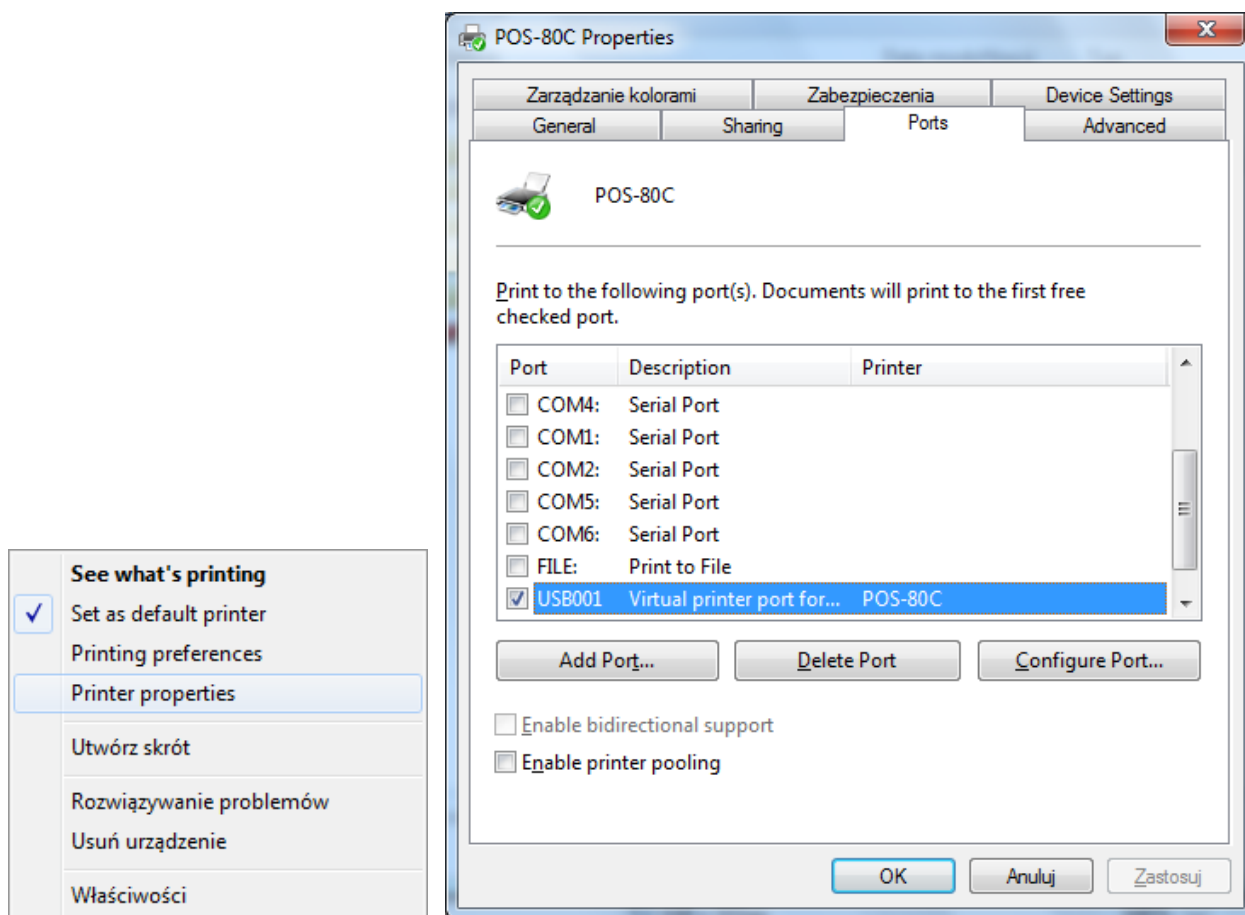 See what's printing
Set as default printer
Printing preferences
Printer properties
Utwórz skrót
Rozwiązywanie problemów
Usuń urządzenie
Właściwości
POS-80C Properties
Zarządzanie kolorami Zabezpieczenia Device Settings
General Sharing Ports Advanced
POS-80C
Print to the following port(s). Documents will print to the first free
checked port.
Port Description Printer
COM4: Serial Port
COM1: Serial Port
COM2: Serial Port
COM5: Serial Port
COM6: Serial Port
FILE: Print to File
USB001 Virtual printer port for... POS-80C
Add Port... Delete Port Configure Port...
Enable bidirectional support
Enable printer pooling
OK Anuluj Zastosuj